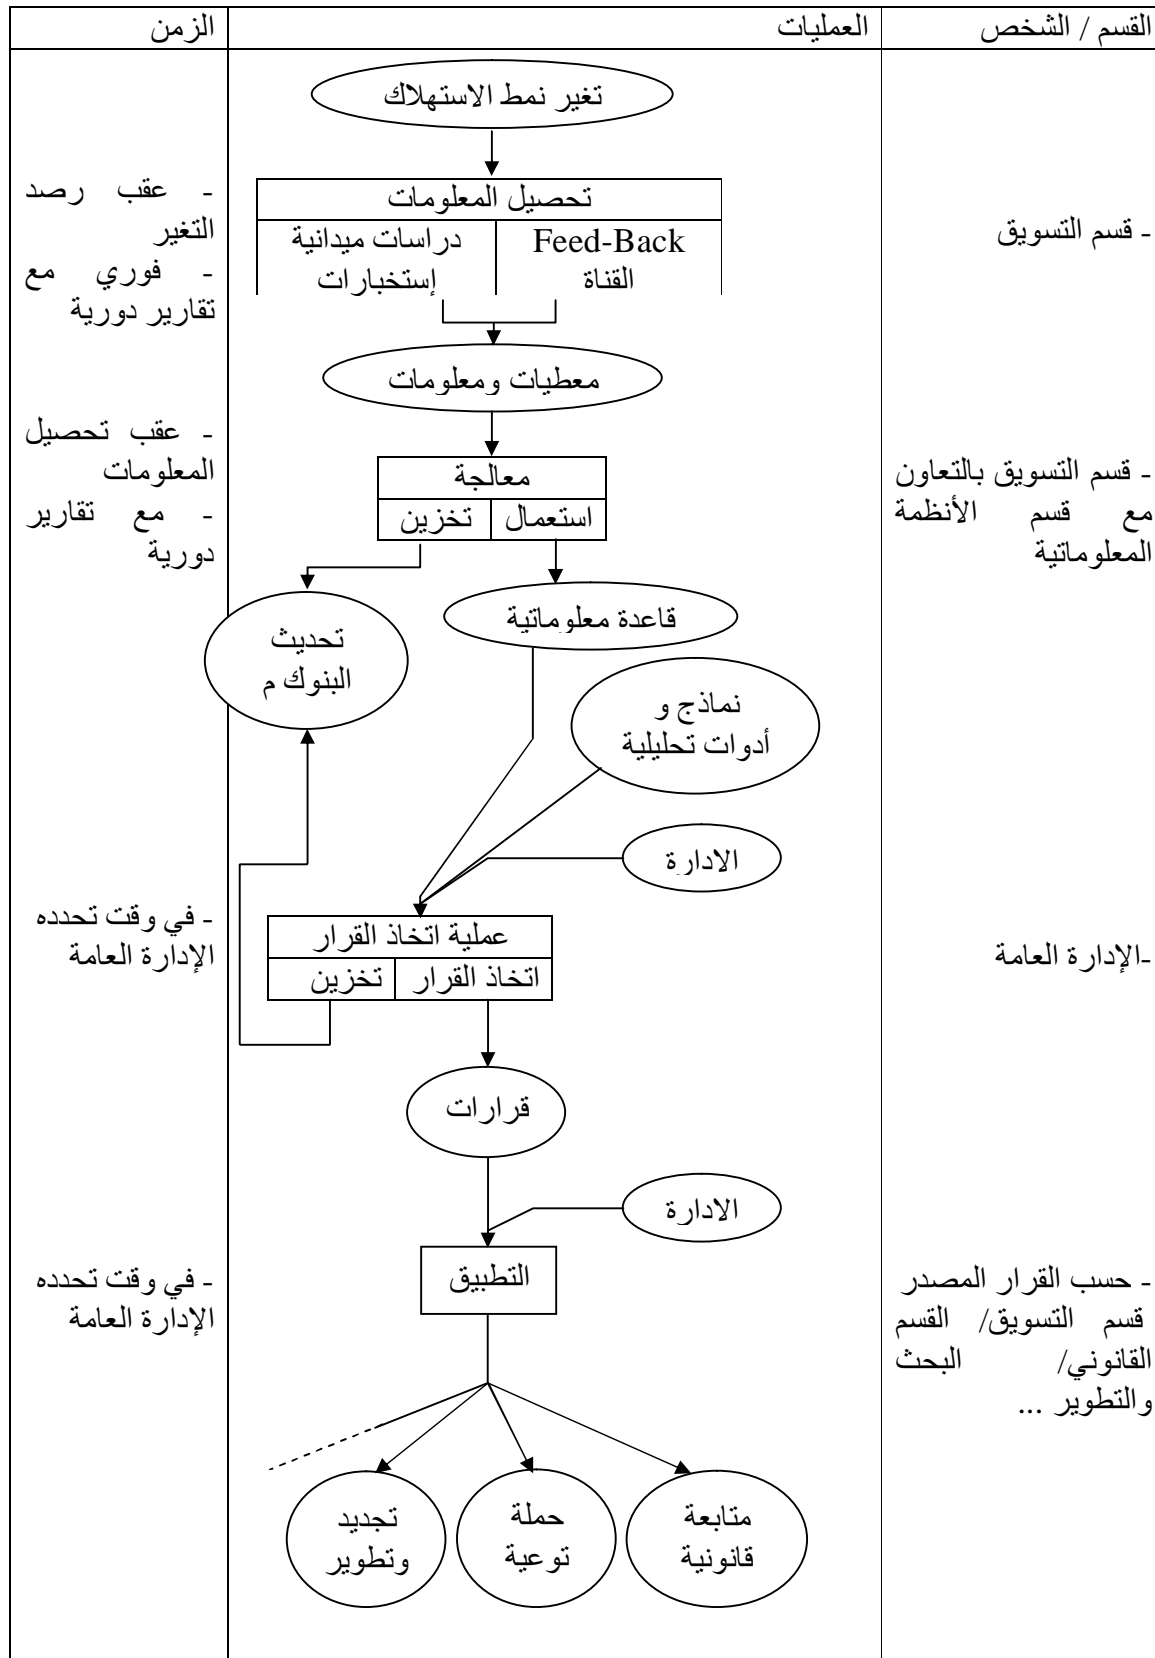 القسم / الشخص
العمليات
الزمن
تغير نمط الاستهلاك
تحصيل المعلومات
Feed-Back
القناة
دراسات ميدانية
إستخبارات
- قسم التسويق
- عقب رصد
التغير
- فوري مع
تقارير دورية
معطيات ومعلومات
معالجة
استعمال
تخزين
- قسم التسويق بالتعاون
مع قسم الأنظمة
المعلوماتية
- عقب تحصيل
المعلومات
- مع تقارير
دورية
قاعدة معلوماتية
تحديث
البنوك م
نماذج و
أدوات تحليلية
الادارة
عملية اتخاذ القرار
اتخاذ القرار
تخزين
-الإدارة العامة
- في وقت تحدده
الإدارة العامة
قرارات
الادارة
التطبيق
- حسب القرار المصدر
قسم التسويق/ القسم
القانوني/ البحث
والتطوير ...
- في وقت تحدده
الإدارة العامة
متابعة
قانونية
حملة
توعية
تجديد
وتطوير